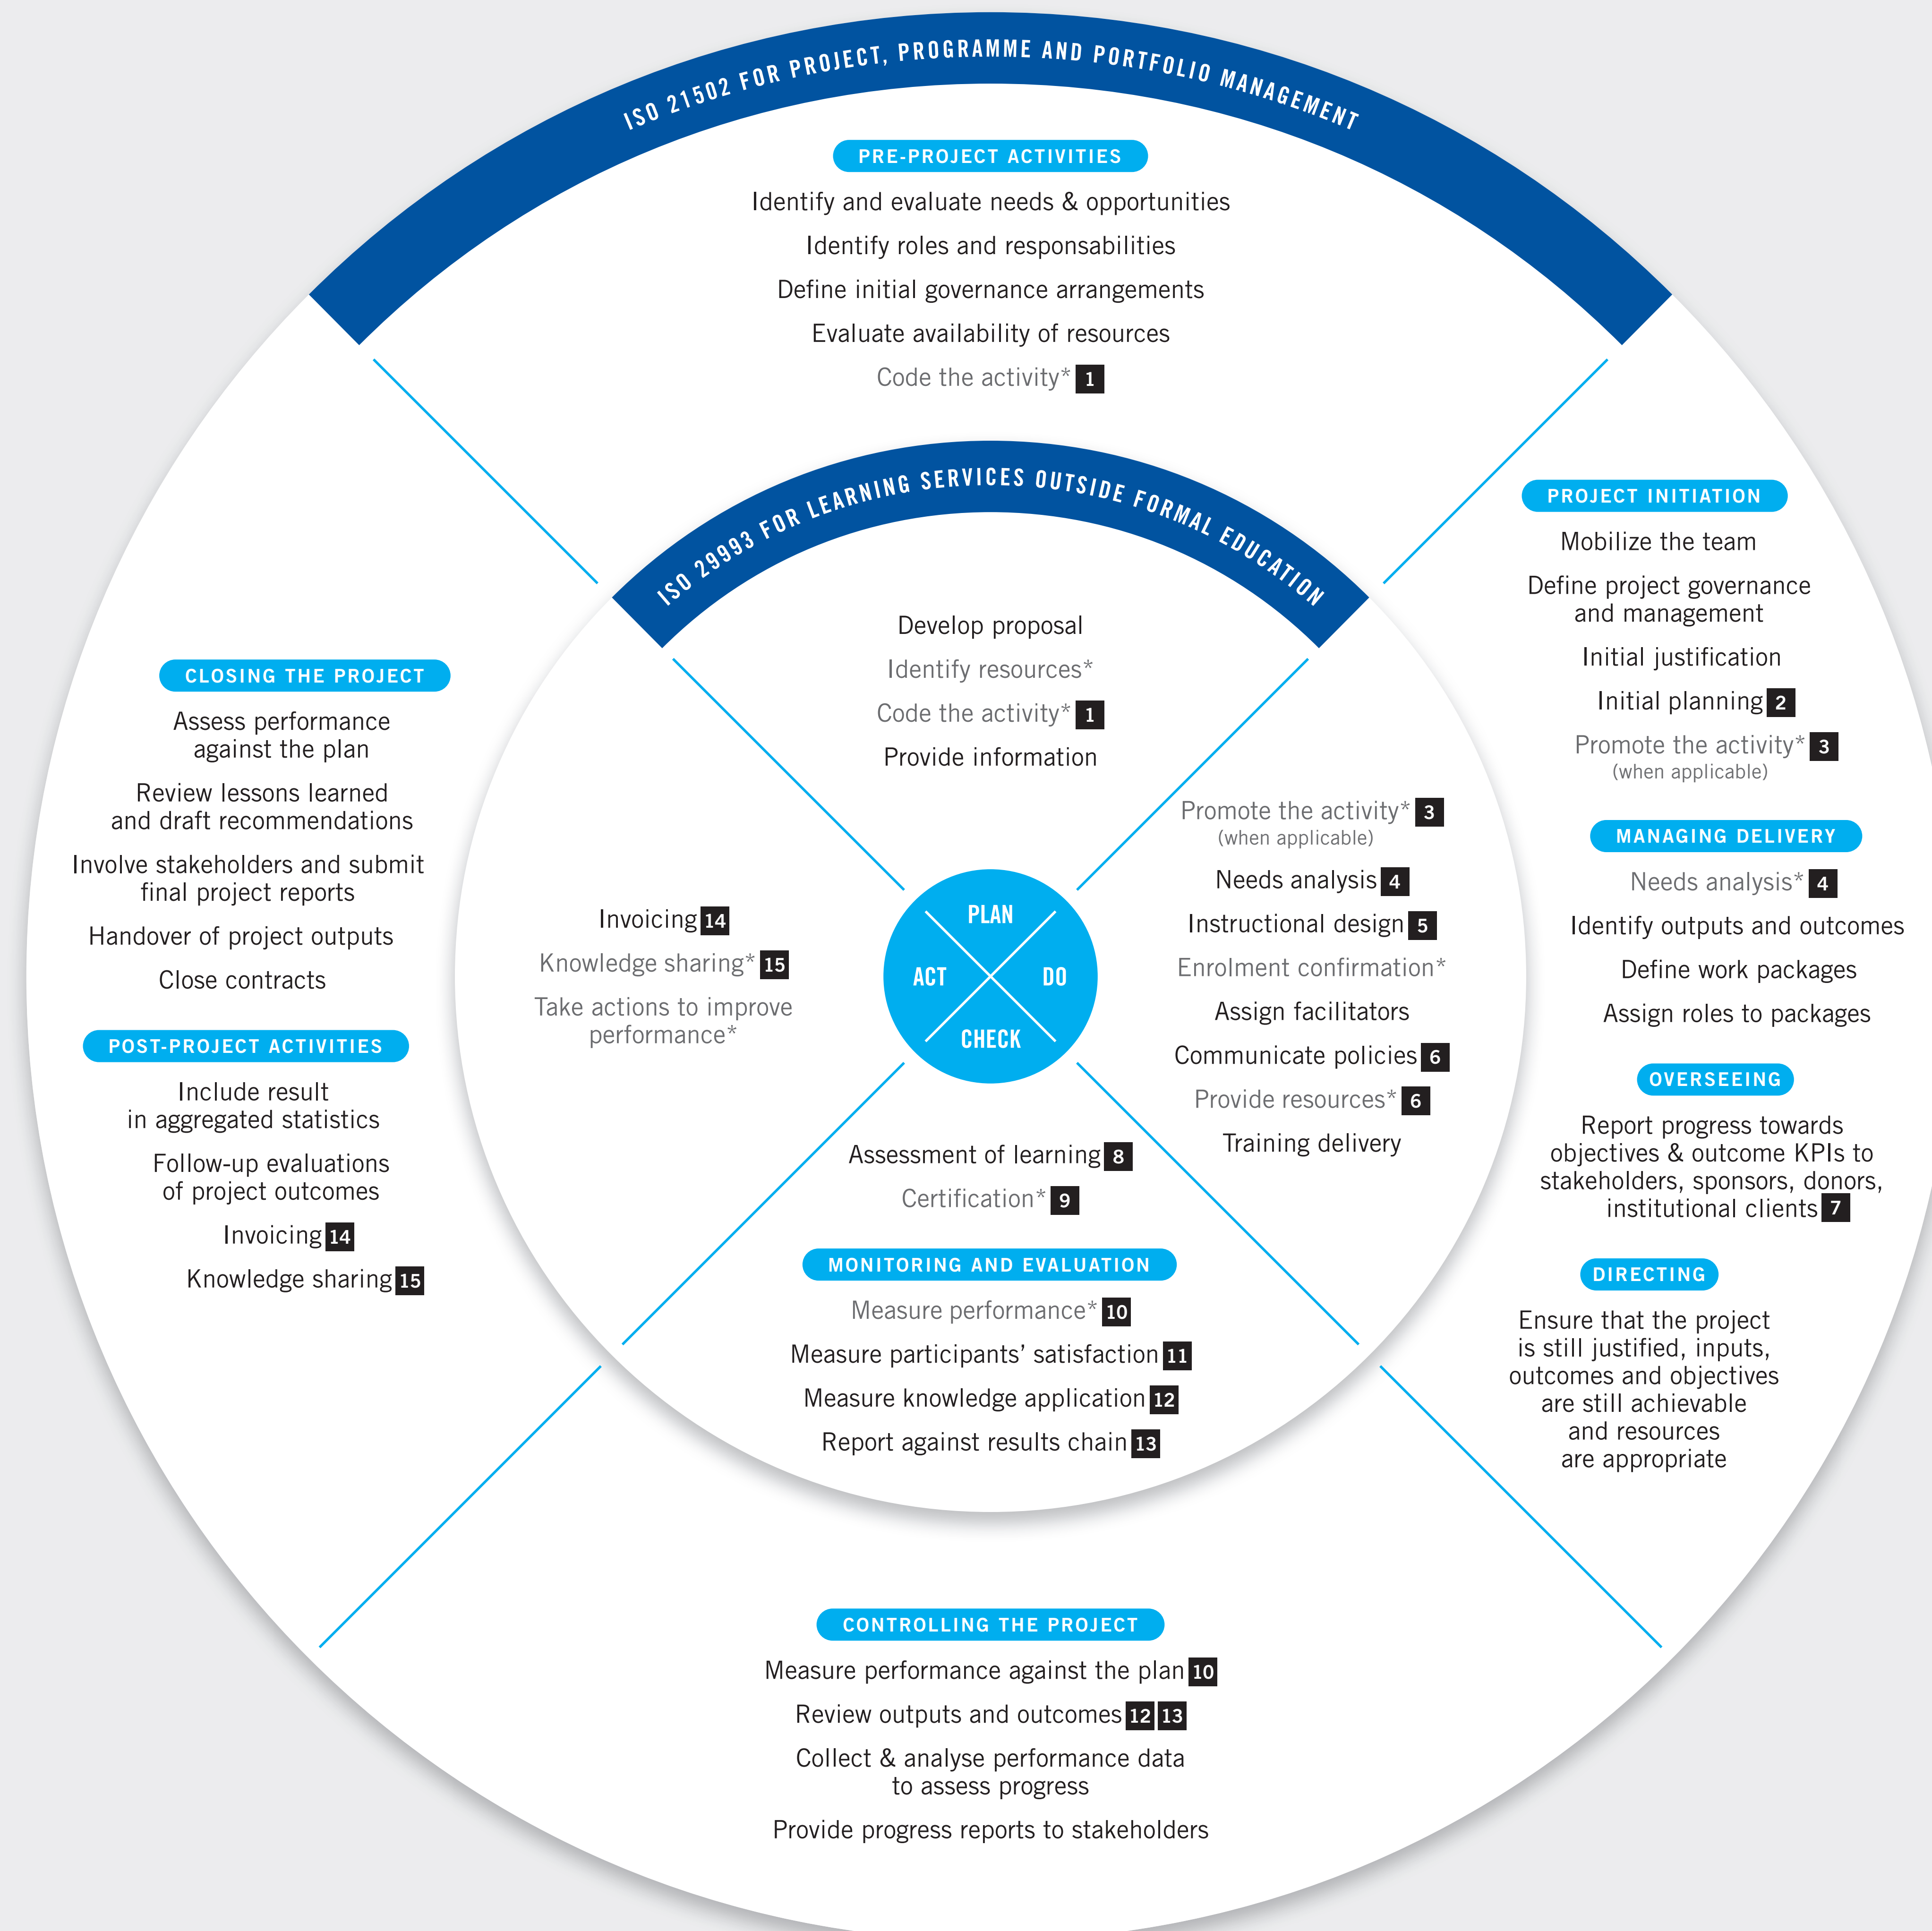 ISO 21502 FOR PROJECT, PROGRAMME AND PORTFOLIO MANAGEMENT
PRE-PROJECT ACTIVITIES
Identify and evaluate needs & opportunities
Identify roles and responsabilities
Define initial governance arrangements
Evaluate availability of resources
Code the activity* 1
PROJECT INITIATION
Mobilize the team
Define project governance
and management
Initial justification
Initial planning 2
Promote the activity* 3
(when applicable)
MANAGING DELIVERY
Needs analysis* 4
Identify outputs and outcomes
Define work packages
Assign roles to packages
OVERSEEING
Report progress towards
objectives & outcome KPIs to
stakeholders, sponsors, donors,
institutional clients 7
DIRECTING
Ensure that the project
is still justified, inputs,
outcomes and objectives
are still achievable
and resources
are appropriate
CONTROLLING THE PROJECT
Measure performance against the plan 10
Review outputs and outcomes 12 13
Collect & analyse performance data
to assess progress
Provide progress reports to stakeholders
CLOSING THE PROJECT
Assess performance
against the plan
Review lessons learned
and draft recommendations
Involve stakeholders and submit
final project reports
Handover of project outputs
Close contracts
POST-PROJECT ACTIVITIES
Include result
in aggregated statistics
Follow-up evaluations
of project outcomes
Invoicing 14
Knowledge sharing 15
ISO 29993 FOR LEARNING SERVICES OUTSIDE FORMAL EDUCATION
Develop proposal
Identify resources*
Code the activity* 1
Provide information
Promote the activity* 3
(when applicable)
Needs analysis 4
Instructional design 5
Enrolment confirmation*
Assign facilitators
Communicate policies 6
Provide resources* 6
Training delivery
Assessment of learning 8
Certification* 9
MONITORING AND EVALUATION
Measure performance* 10
Measure participants' satisfaction 11
Measure knowledge application 12
Report against results chain 13
Invoicing 14
Knowledge sharing* 15
Take actions to improve
performance*
PLAN
DO
CHECK
ACT